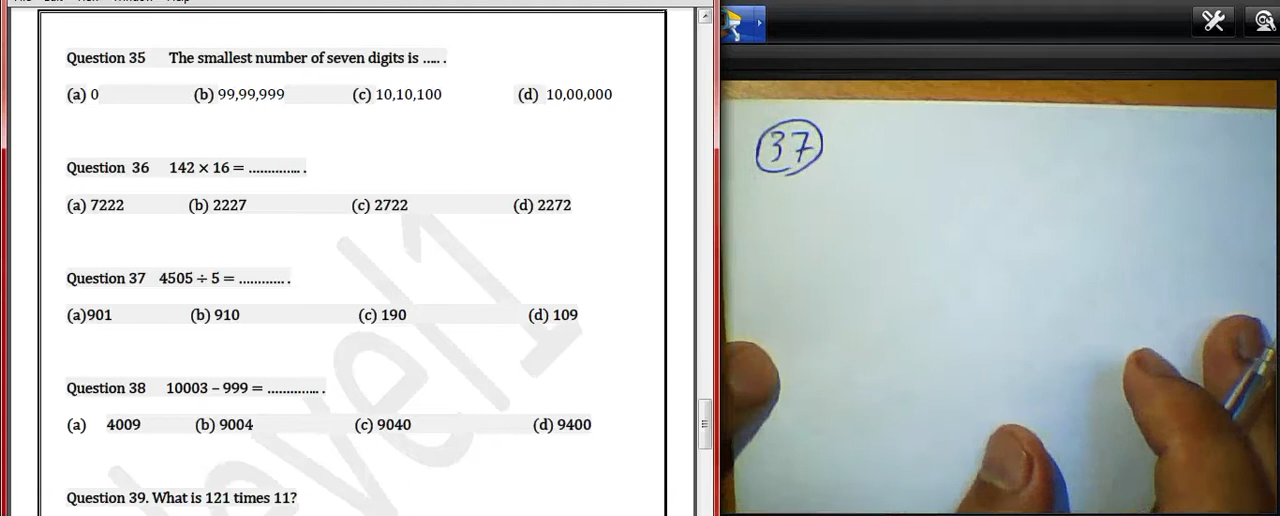 Question 35 The smallest number of seven digits is ..... .
(a) 0 (b) 99,99,999 (c) 10,10,100 (d) 10,00,000
Question 36 142 × 16 = .............. .
(a) 7222 (b) 2227 (c) 2722 (d) 2272
Question 37 4505 ÷ 5 = ............ .
(a)901 (b) 910 (c) 190 (d) 109
Question 38 10003 – 999 = .............. .
(a) 4009 (b) 9004 (c) 9040 (d) 9400
Question 39. What is 121 times 11?
level1
37